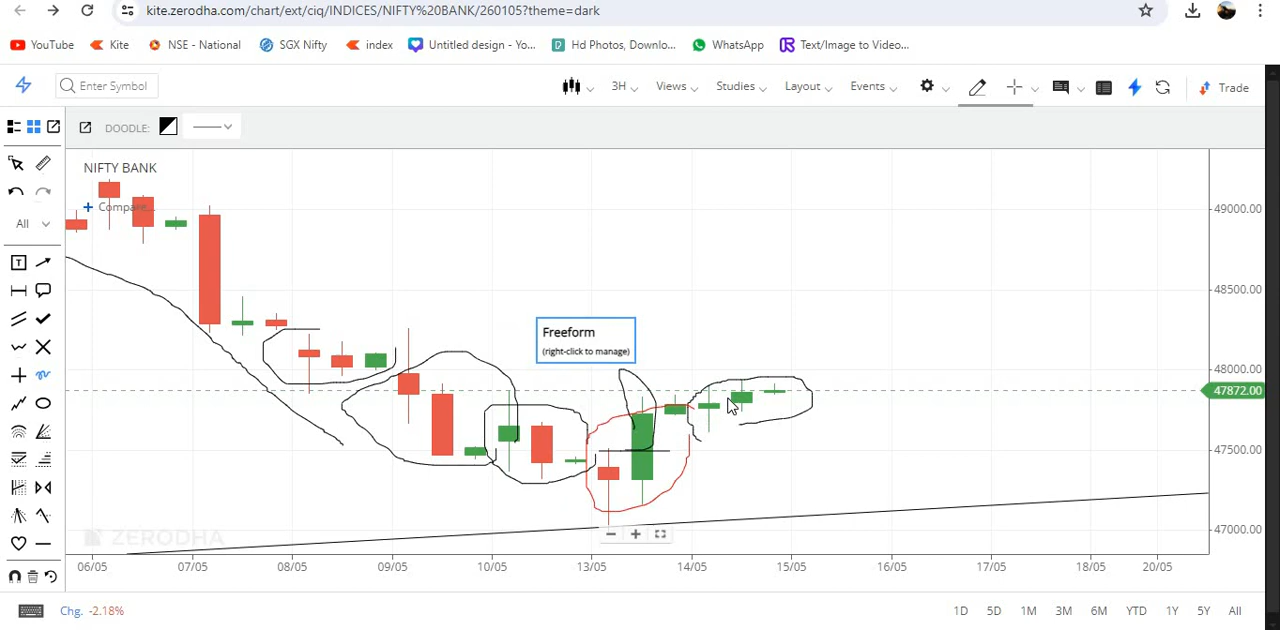 kite.zerodha.com/chart/ext/ciq/INDICES/NIFTY%20BANK/260105?theme=dark
YouTube Kite NSE - National SGX Nifty index Untitled design - Yo... Hd Photos, Downlo... WhatsApp Text/Image to Video...
Enter Symbol 3H Views Studies Layout Events Trade
DOODLE:
NIFTY BANK
Compare...
All
T
49000.00
48500.00
48000.00
47872.00
47500.00
47000.00
Freeform
(right-click to manage)
ZERODHA
06/05 07/05 08/05 09/05 10/05 13/05 14/05 15/05 16/05 17/05 18/05 20/05
Chg. -2.18% 1D 5D 1M 3M 6M YTD 1Y 5Y All